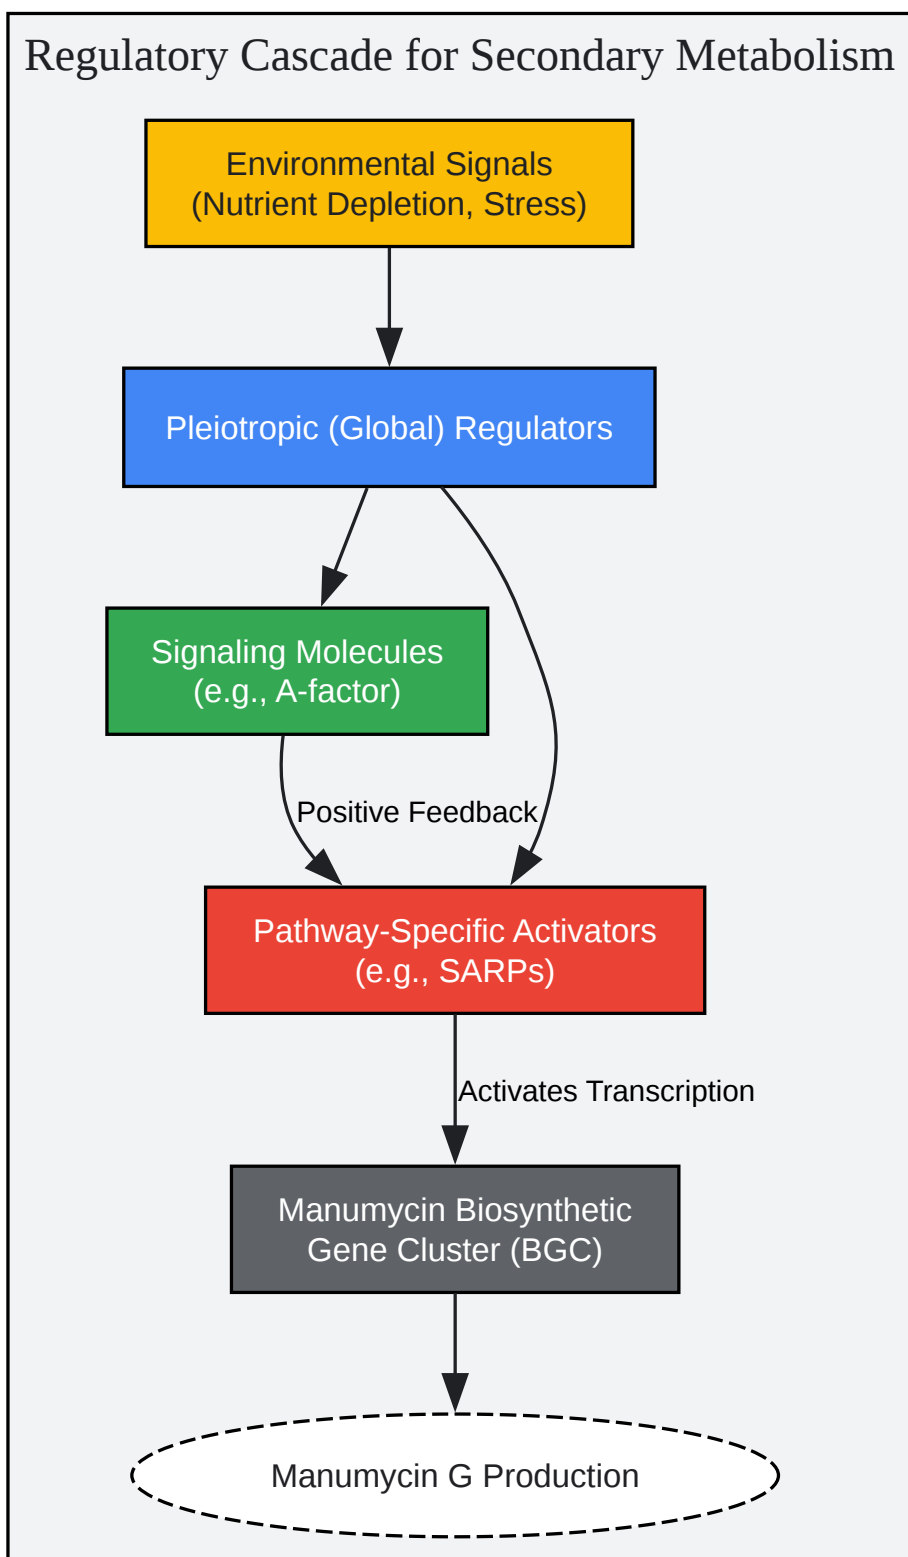 Regulatory Cascade for Secondary Metabolism
Environmental Signals
(Nutrient Depletion, Stress)
Pleiotropic (Global) Regulators
Signaling Molecules
(e.g., A-factor)
Positive Feedback
Pathway-Specific Activators
(e.g., SARPs)
Activates Transcription
Manumycin Biosynthetic
Gene Cluster (BGC)
Manumycin G Production